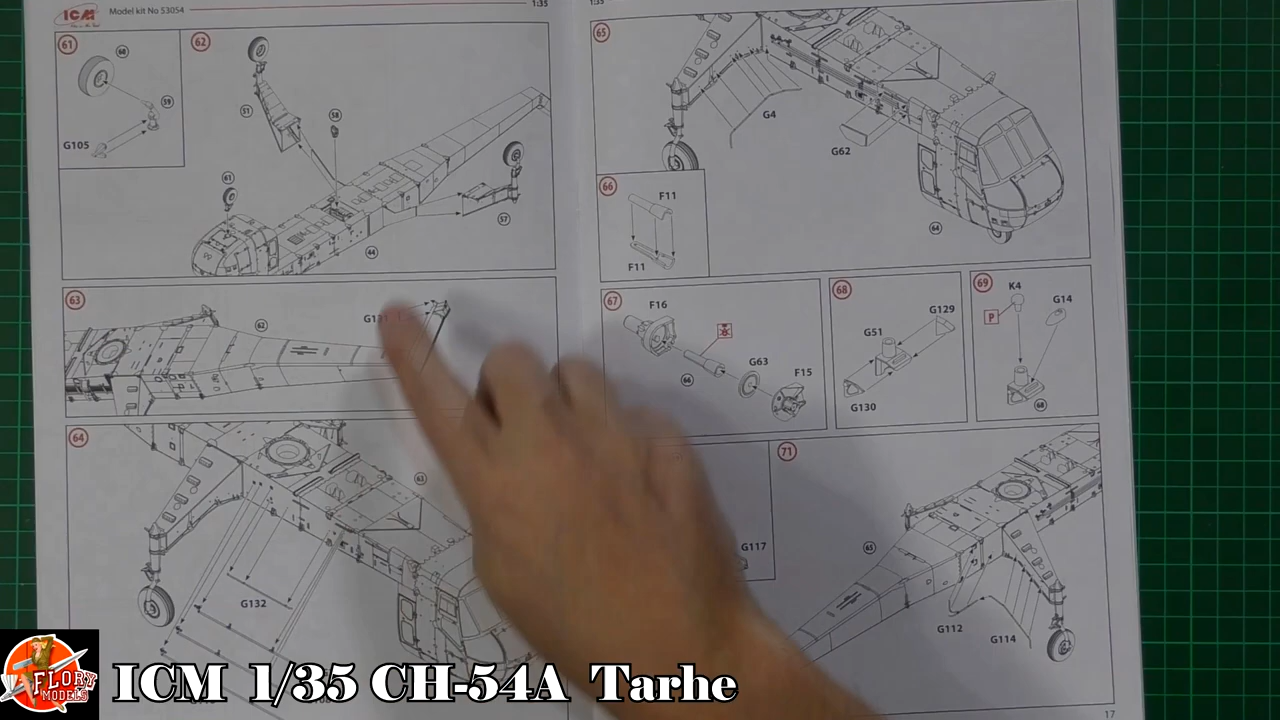 ICM Model kit No 53054 1:35
61
60
59
G105
62
51
58
61
57
44
63
62
64
63
G132
1:35
65
G4
G62
64
66
F11
F11
67
F16
66
G63
F15
68
G129
G51
G130
69
K4
P
G14
68
G117
71
65
G112
G114
17
FLORY
MODELS
ICM 1/35 CH-54A Tarhe